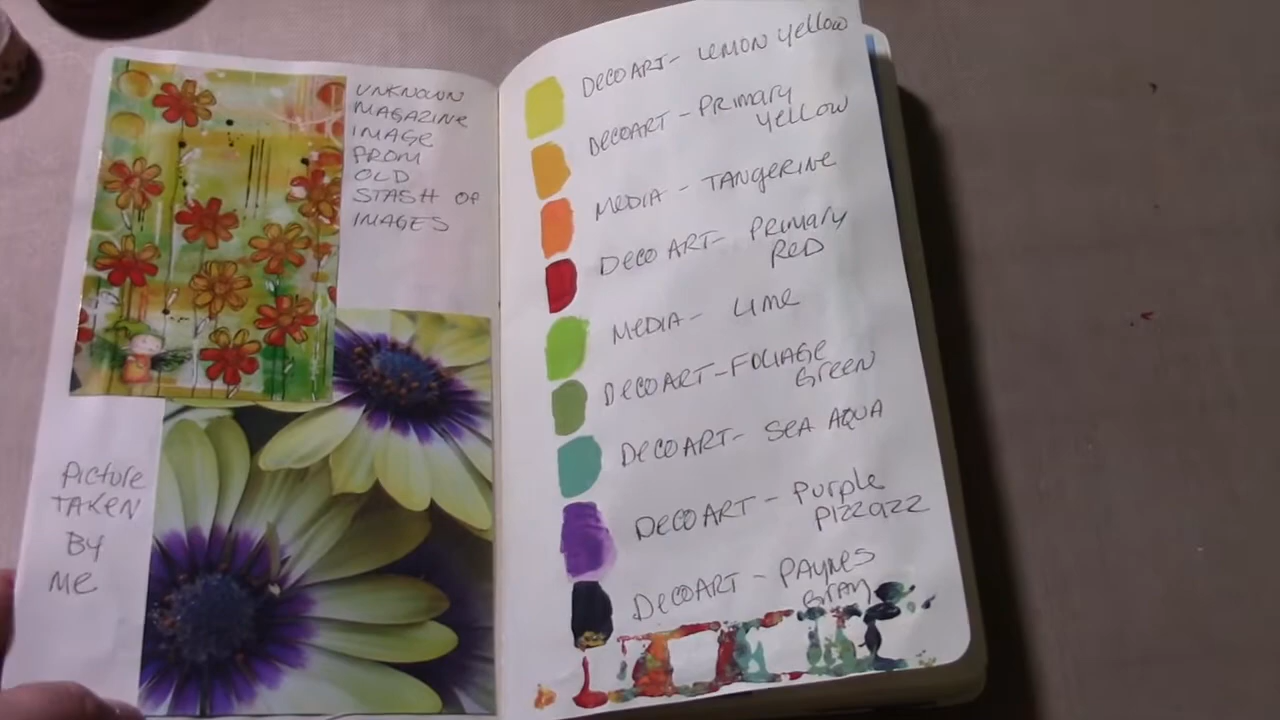 UNKNOWN
MAGAZINE
IMAGE
FROM
OLD
STASH OF
IMAGES
Picture
TAKEN
BY
ME
DECOART- LEMON yellow
DECOART - PRIMARY
yellow
MEDIA - TANGERINE
DECO ART- PRIMARY
RED
MEDIA- LIME
DECOART-FOLIAGE
GREEN
DECOART- SEA AQUA
DECOART - PURPLE
PIZZAZZ
DECOART - PAYNES
GRAY